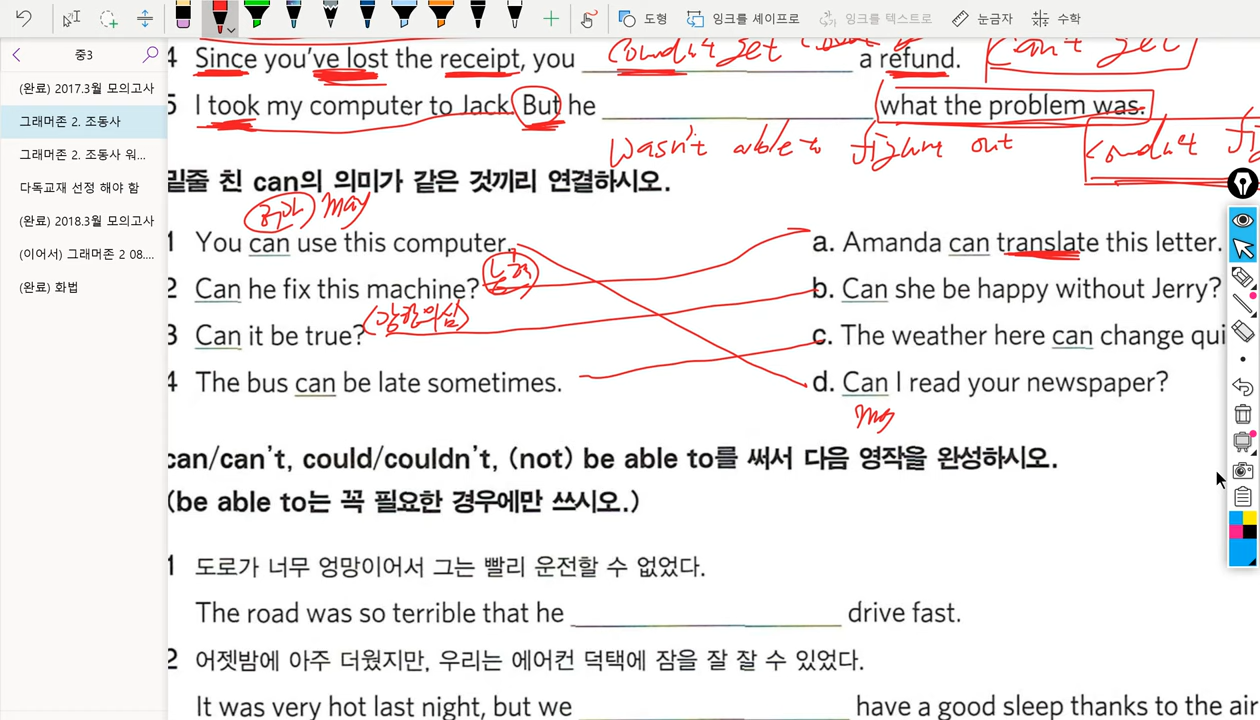 도형
잉크를 셰이프로
잉크를 텍스트로
눈금자
수학
중3
(완료) 2017.3월 모의고사
그래머존 2. 조동사
그래머존 2. 조동사 워...
다독교재 선정 해야 함
(완료) 2018.3월 모의고사
(이어서) 그래머존 2 08....
(완료) 화법
couldn't get
can't get
4 Since you've lost the receipt, you a refund.
5 I took my computer to Jack. But he what the problem was.
wasn't able to figure out
couldn't
밑줄 친 can의 의미가 같은 것끼리 연결하시오.
허가 may
1 You can use this computer.
a. Amanda can translate this letter.
2 Can he fix this machine? 능력
b. Can she be happy without Jerry?
3 Can it be true? (강한의심)
c. The weather here can change qui
4 The bus can be late sometimes.
d. Can I read your newspaper?
may
can/can't, could/couldn't, (not) be able to를 써서 다음 영작을 완성하시오.
(be able to는 꼭 필요한 경우에만 쓰시오.)
1 도로가 너무 엉망이어서 그는 빨리 운전할 수 없었다.
The road was so terrible that he drive fast.
2 어젯밤에 아주 더웠지만, 우리는 에어컨 덕택에 잠을 잘 잘 수 있었다.
It was very hot last night, but we have a good sleep thanks to the air